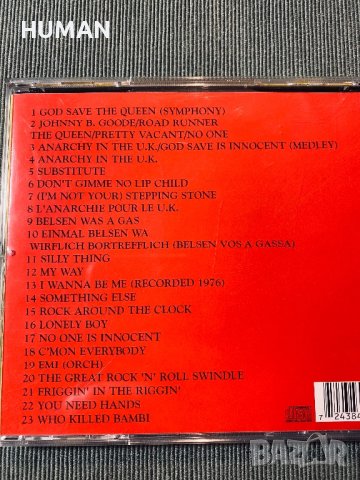 HUMAN
1 GOD SAVE THE QUEEN (SYMPHONY)
2 JOHNNY B. GOODE/ROAD RUNNER
THE QUEEN/PRETTY VACANT/NO ONE
3 ANARCHY IN THE U.K./GOD SAVE IS INNOCENT (MEDLEY)
4 ANARCHY IN THE U.K.
5 SUBSTITUTE
6 DON'T GIMME NO LIP CHILD
7 (I'M NOT YOUR) STEPPING STONE
8 L'ANARCHIE POUR LE U.K.
9 BELSEN WAS A GAS
10 EINMAL BELSEN WA
WIRFLICH BORTREFFLICH (BELSEN VOS A GASSA)
11 SILLY THING
12 MY WAY
13 I WANNA BE ME (RECORDED 1976)
14 SOMETHING ELSE
15 ROCK AROUND THE CLOCK
16 LONELY BOY
17 NO ONE IS INNOCENT
18 C'MON EVERYBODY
19 EMI (ORCH)
20 THE GREAT ROCK 'N' ROLL SWINDLE
21 FRIGGIN' IN THE RIGGIN'
22 YOU NEED HANDS
23 WHO KILLED BAMBI
7 24384
BAZAR.BG